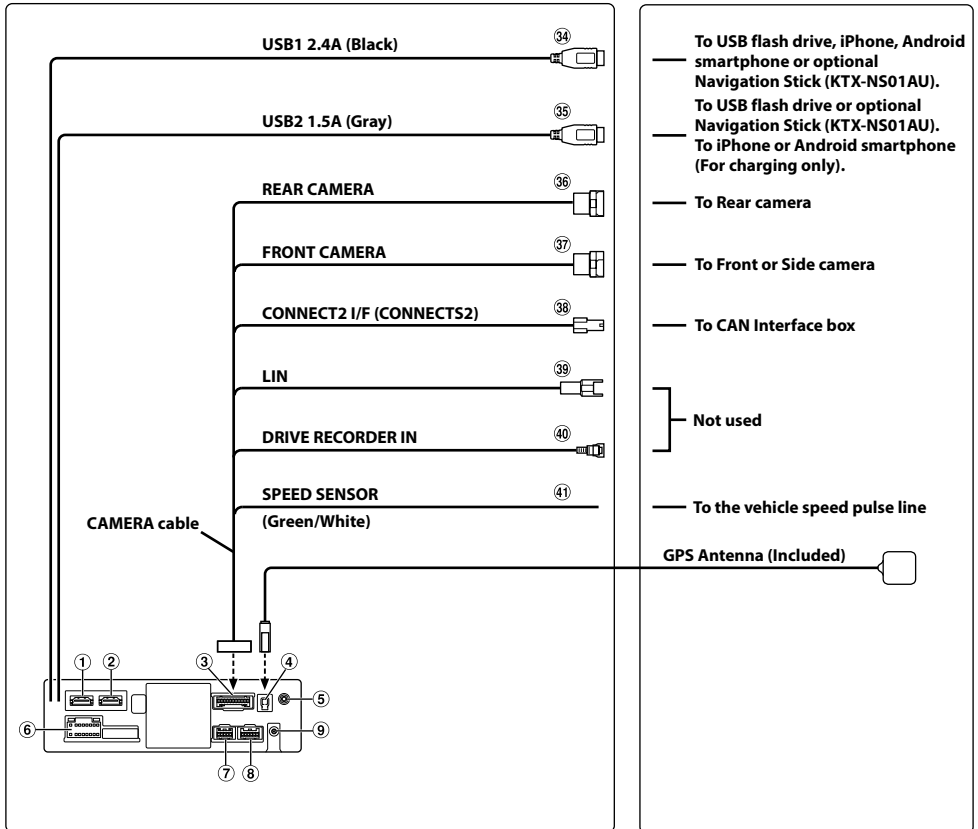 USB1 2.4A (Black)
34
To USB flash drive, iPhone, Android
smartphone or optional
Navigation Stick (KTX-NS01AU).
USB2 1.5A (Gray)
35
To USB flash drive or optional
Navigation Stick (KTX-NS01AU).
To iPhone or Android smartphone
(For charging only).
REAR CAMERA
36
To Rear camera
FRONT CAMERA
37
To Front or Side camera
CONNECT2 I/F (CONNECTS2)
38
To CAN Interface box
LIN
39
Not used
DRIVE RECORDER IN
40
SPEED SENSOR
(Green/White)
41
To the vehicle speed pulse line
CAMERA cable
GPS Antenna (Included)
1
2
3
4
5
6
7
8
9